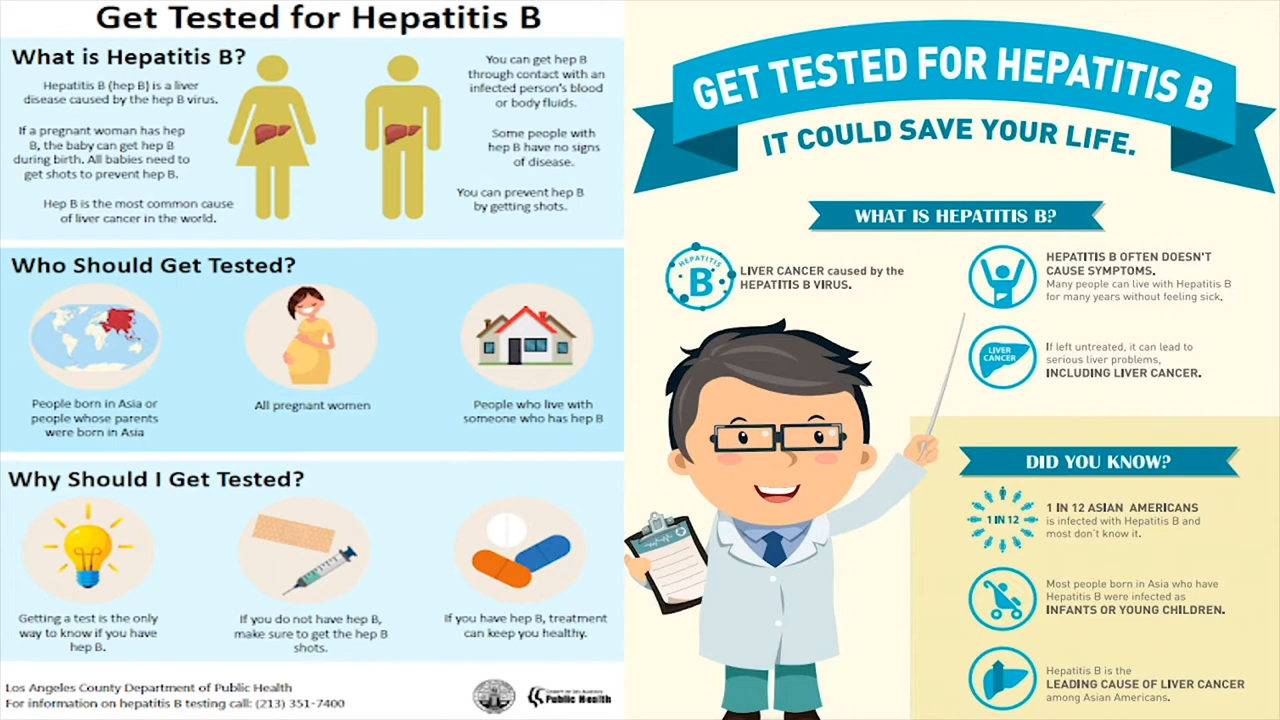 Get Tested for Hepatitis B
What is Hepatitis B?
Hepatitis B (hep B) is a liver
disease caused by the hep B virus.
If a pregnant woman has hep
B, the baby can get hep B
during birth. All babies need to
get shots to prevent hep B.
Hep B is the most common cause
of liver cancer in the world.
You can get hep B
through contact with an
infected person's blood
or body fluids.
Some people with
hep B have no signs
of disease.
You can prevent hep B
by getting shots.
Who Should Get Tested?
People born in Asia or
people whose parents
were born in Asia
All pregnant women
People who live with
someone who has hep B
Why Should I Get Tested?
Getting a test is the only
way to know if you have
hep B.
If you do not have hep B,
make sure to get the hep B
shots.
If you have hep B, treatment
can keep you healthy.
Los Angeles County Department of Public Health
For information on hepatitis B testing call: (213) 351-7400
Public Health
GET TESTED FOR HEPATITIS B
IT COULD SAVE YOUR LIFE.
WHAT IS HEPATITIS B?
HEPATITIS
B
LIVER CANCER caused by the
HEPATITIS B VIRUS.
HEPATITIS B OFTEN DOESN'T
CAUSE SYMPTOMS.
Many people can live with Hepatitis B
for many years without feeling sick.
LIVER
CANCER
If left untreated, it can lead to
serious liver problems,
INCLUDING LIVER CANCER.
DID YOU KNOW?
1 IN 12
1 IN 12 ASIAN AMERICANS
is infected with Hepatitis B and
most don't know it.
Most people born in Asia who have
Hepatitis B were infected as
INFANTS OR YOUNG CHILDREN.
Hepatitis B is the
LEADING CAUSE OF LIVER CANCER
among Asian Americans.